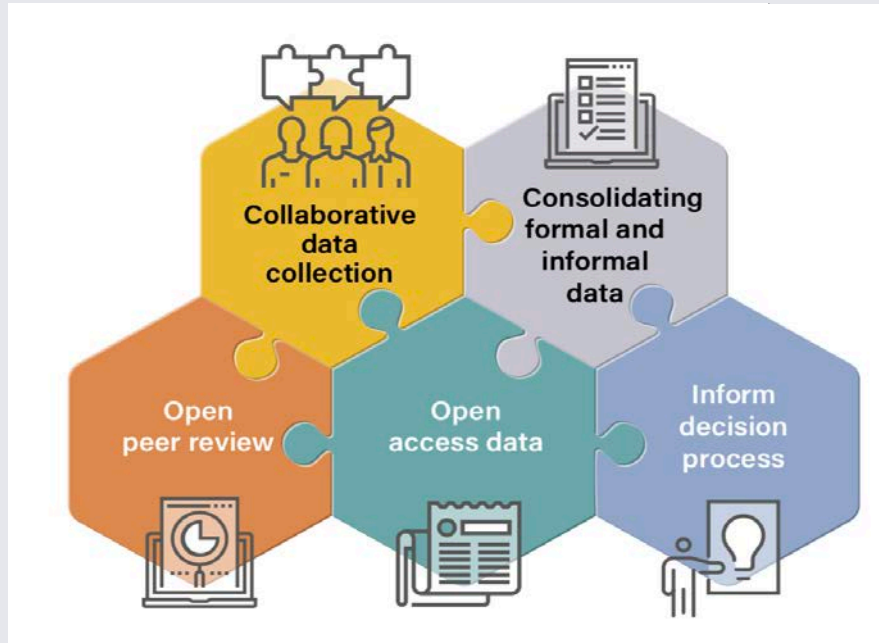 Collaborative
data
collection
Consolidating
formal and
informal
data
Open
peer review
Open
access data
Inform
decision
process